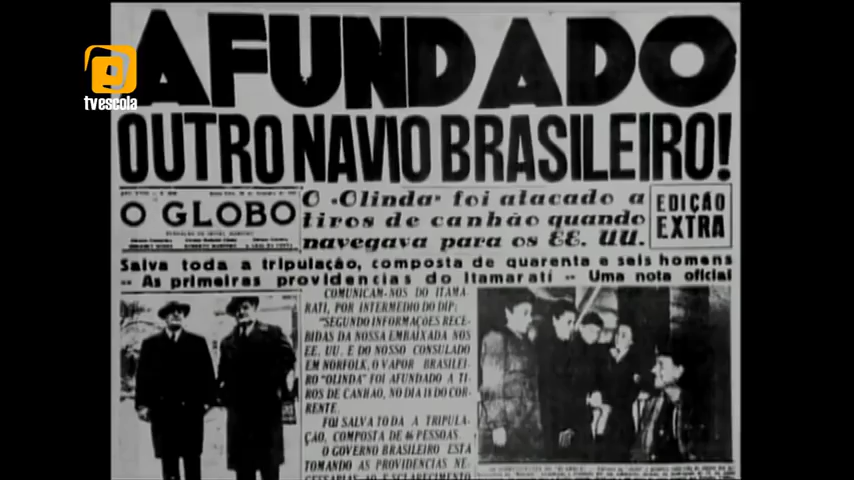 tvescola
AFUNDADO
OUTRO NAVIO BRASILEIRO!
O GLOBO
O «Olinda» foi atacado a
tiros de canhão quando
navegava para os EE. UU.
EDIÇÃO
EXTRA
Salva toda a tripulação, composta de quarenta e seis homens
-- As primeiras providencias do Itamaratí -- Uma nota oficial
COMUNICAM-NOS DO ITAMA-
RATI, POR INTERMEDIO DO DIP:
"SEGUNDO INFORMAÇÕES RECE-
BIDAS DA NOSSA EMBAIXADA NOS
EE. UU. E DO NOSSO CONSULADO
EM NORFOLK, O VAPOR BRASILEI-
RO "OLINDA" FOI AFUNDADO A TI-
ROS DE CANHÃO, NO DIA 18 DO COR-
RENTE.
FOI SALVA TODA A TRIPULA-
ÇÃO, COMPOSTA DE 46 PESSOAS.
O GOVERNO BRASILEIRO ESTA
TOMANDO AS PROVIDENCIAS NE-
CESSARIAS AO ESCLARECIMENTO